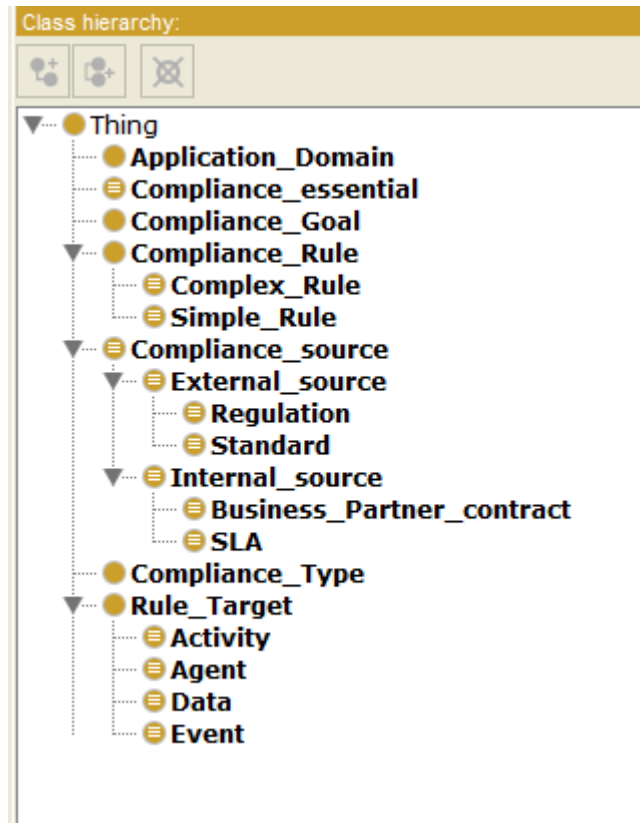 Class hierarchy:
Thing
Application_Domain
Compliance_essential
Compliance_Goal
Compliance_Rule
Complex_Rule
Simple_Rule
Compliance_source
External_source
Regulation
Standard
Internal_source
Business_Partner_contract
SLA
Compliance_Type
Rule_Target
Activity
Agent
Data
Event